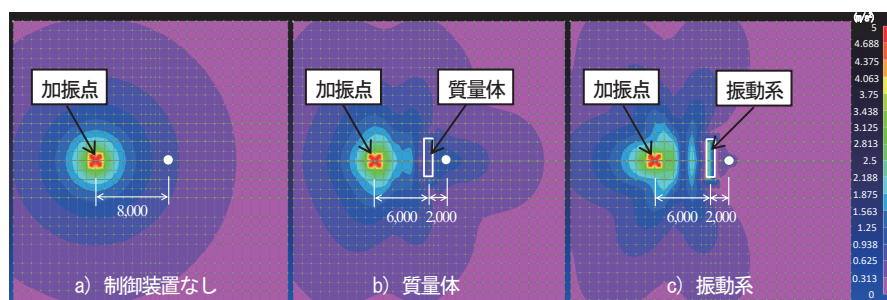 (m/s²)
5
4.688
4.375
4.063
3.75
3.438
3.125
2.813
2.5
2.188
1.875
1.563
1.25
0.938
0.625
0.313
0
加振点
8,000
a）制御装置なし
加振点
質量体
6,000
2,000
b）質量体
加振点
振動系
6,000
2,000
c）振動系